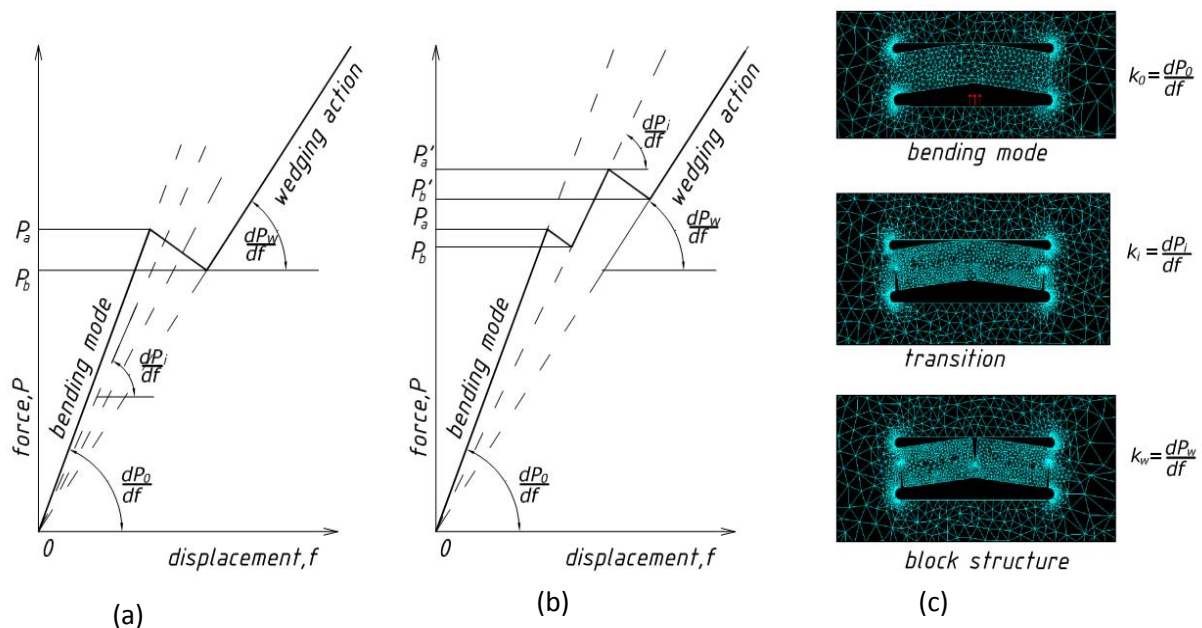 force, P
P_a
P_b
bending mode
wedging action
dP_i
df
dP_w
df
dP_0
df
0
displacement, f
(a)
P_a'
P_b'
P_a
P_b
force, P
bending mode
wedging action
dP_i
df
dP_w
df
dP_0
df
0
displacement, f
(b)
k_0 = dP_0
df
bending mode
k_i = dP_i
df
transition
k_w = dP_w
df
block structure
(c)